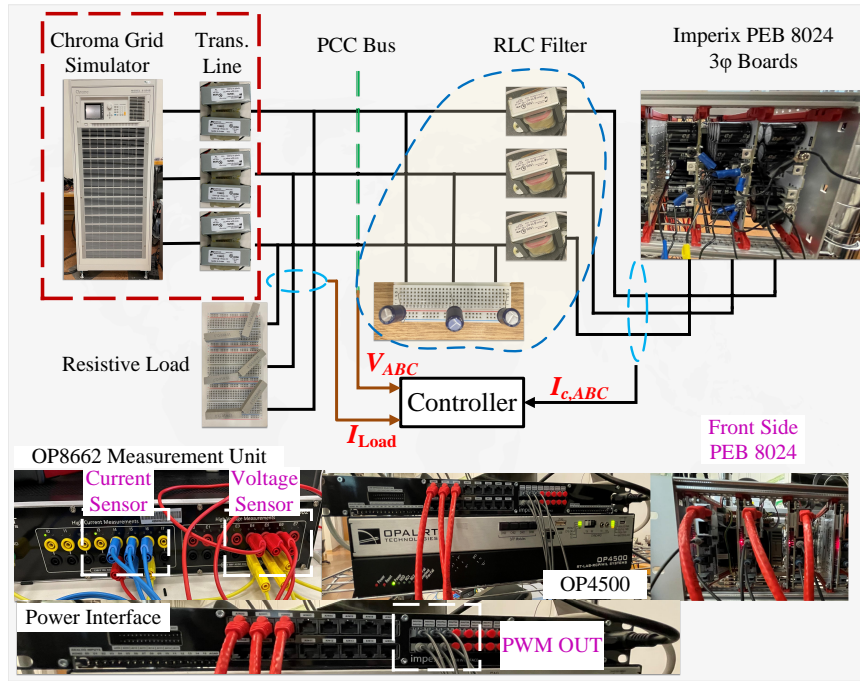 Chroma Grid
Simulator
Trans.
Line
PCC Bus
RLC Filter
Imperix PEB 8024
3φ Boards
Resistive Load
V_ABC
I_Load
Controller
I_c,ABC
Front Side
PEB 8024
OP8662 Measurement Unit
Current
Sensor
Voltage
Sensor
OPALRT
TECHNOLOGIES
OP4500
OP4500
Power Interface
PWM OUT